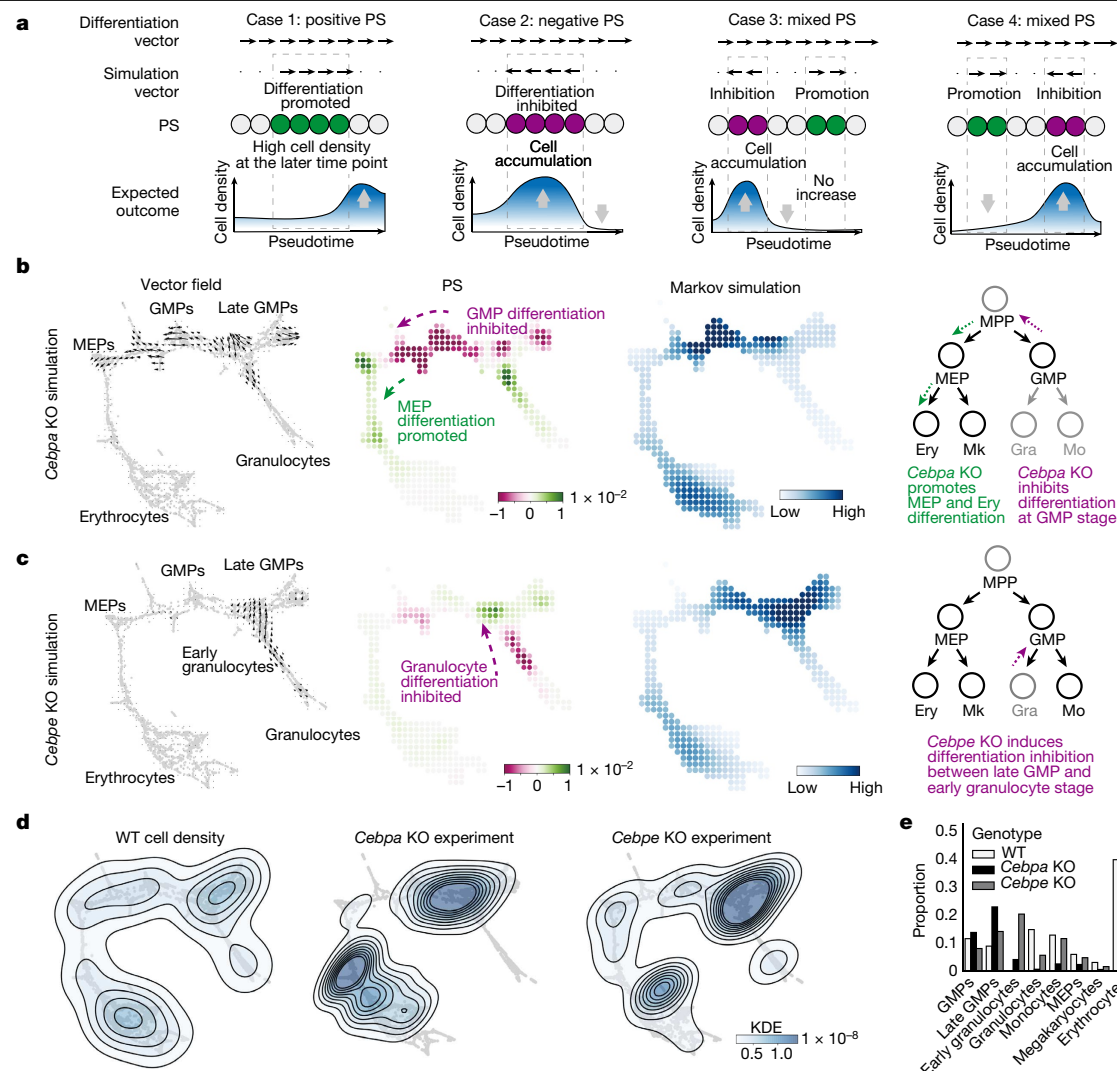 a
Differentiation vector
Case 1: positive PS
Case 2: negative PS
Case 3: mixed PS
Case 4: mixed PS
Simulation vector
Differentiation promoted
Differentiation inhibited
Inhibition
Promotion
Promotion
Inhibition
PS
High cell density at the later time point
Cell accumulation
Cell accumulation
No increase
Cell accumulation
Expected outcome
Cell density
Pseudotime
Cell density
Pseudotime
Cell density
Pseudotime
Cell density
Pseudotime
b
Cebpa KO simulation
Vector field
GMPs
Late GMPs
MEPs
Granulocytes
Erythrocytes
PS
GMP differentiation inhibited
MEP differentiation promoted
1 × 10−2
−1 0 1
Markov simulation
Low High
MPP
MEP
GMP
Ery
Mk
Gra
Mo
Cebpa KO promotes MEP and Ery differentiation
Cebpa KO inhibits differentiation at GMP stage
c
Cebpe KO simulation
GMPs
Late GMPs
MEPs
Early granulocytes
Granulocytes
Erythrocytes
Granulocyte differentiation inhibited
1 × 10−2
−1 0 1
Low High
MPP
MEP
GMP
Ery
Mk
Gra
Mo
Cebpe KO induces differentiation inhibition between late GMP and early granulocyte stage
d
WT cell density
Cebpa KO experiment
Cebpe KO experiment
KDE
1 × 10−8
0.5 1.0
e
Proportion
0.5
0.4
0.3
0.2
0.1
0
Genotype
WT
Cebpa KO
Cebpe KO
GMPs
Late GMPs
Early granulocytes
Granulocytes
Monocytes
MEPs
Megakaryocytes